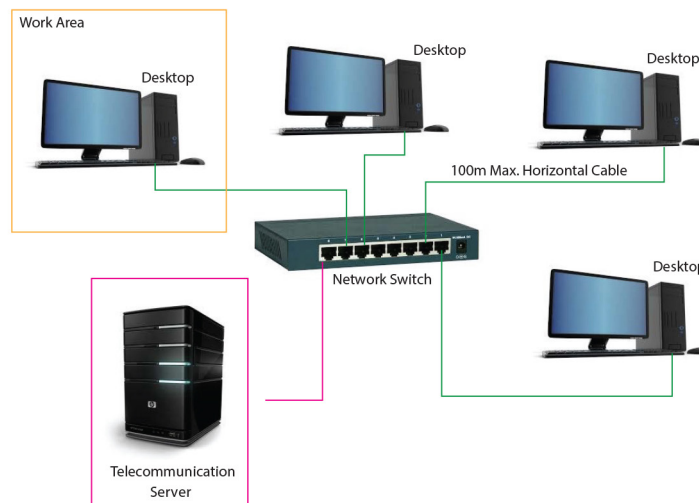 Work Area
Desktop
Desktop
Desktop
100m Max. Horizontal Cable
Network Switch
Desktop
Telecommunication
Server